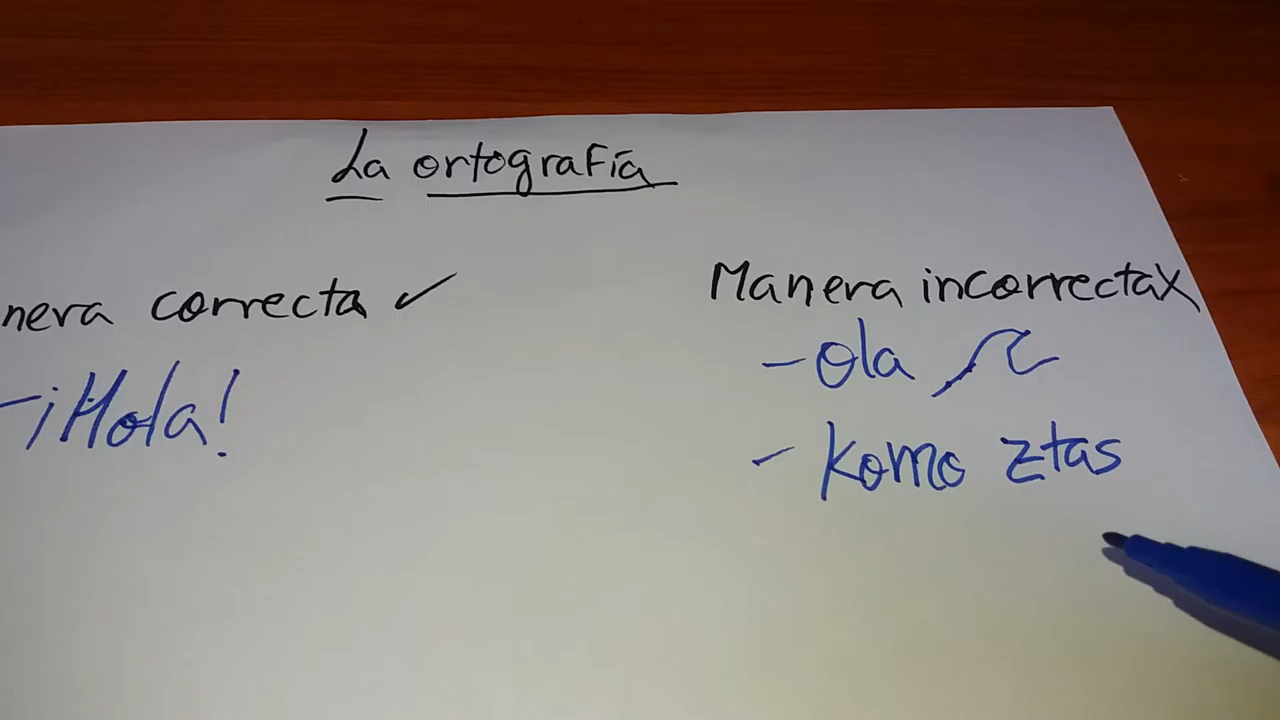 La ortografía
nera correcta ✓
-¡Hola!
Manera incorrecta X
- Ola
- Komo ztas